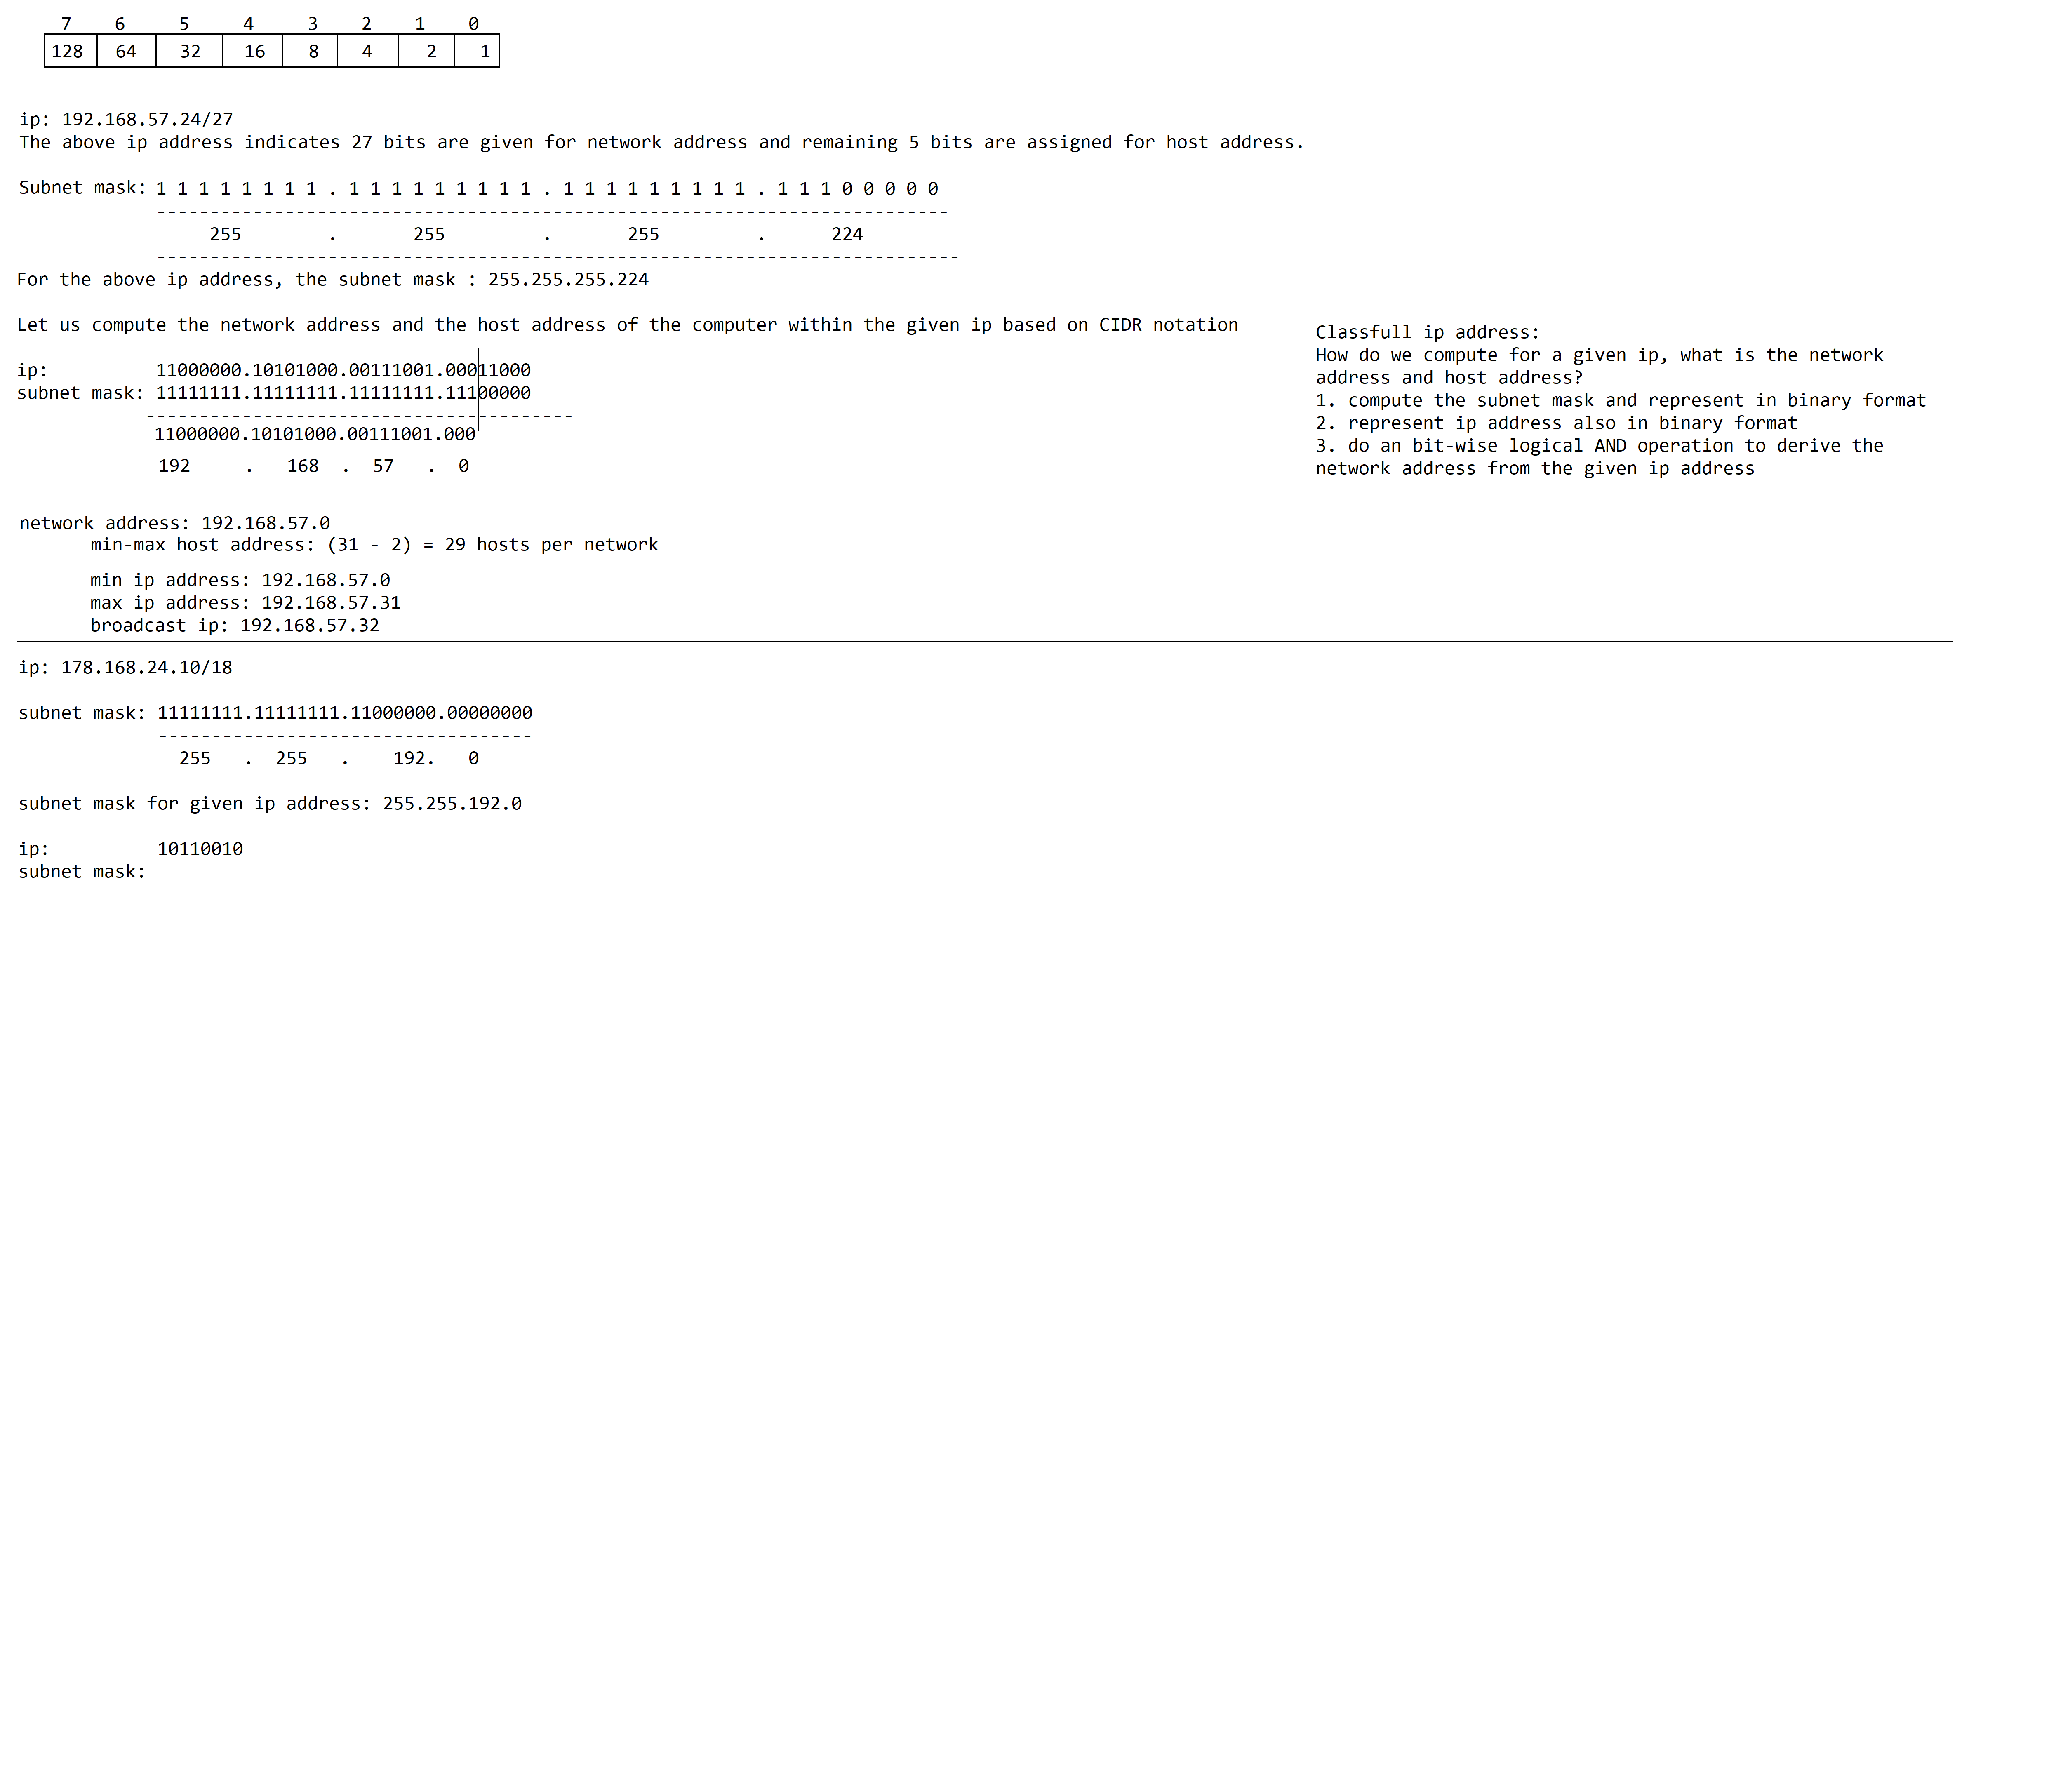 7 6 5 4 3 2 1 0
128 64 32 16 8 4 2 1
ip: 192.168.57.24/27
The above ip address indicates 27 bits are given for network address and remaining 5 bits are assigned for host address.
Subnet mask: 1 1 1 1 1 1 1 1 . 1 1 1 1 1 1 1 1 1 . 1 1 1 1 1 1 1 1 1 . 1 1 1 0 0 0 0 0
--------------------------------------------------------------------------
255 . 255 . 255 . 224
---------------------------------------------------------------------------
For the above ip address, the subnet mask : 255.255.255.224
Let us compute the network address and the host address of the computer within the given ip based on CIDR notation
ip: 11000000.10101000.00111001.00011000
subnet mask: 11111111.11111111.11111111.11100000
----------------------------------------
11000000.10101000.00111001.000
192 . 168 . 57 . 0
Classfull ip address:
How do we compute for a given ip, what is the network
address and host address?
1. compute the subnet mask and represent in binary format
2. represent ip address also in binary format
3. do an bit-wise logical AND operation to derive the
network address from the given ip address
network address: 192.168.57.0
min-max host address: (31 - 2) = 29 hosts per network
min ip address: 192.168.57.0
max ip address: 192.168.57.31
broadcast ip: 192.168.57.32
ip: 178.168.24.10/18
subnet mask: 11111111.11111111.11000000.00000000
-----------------------------------
255 . 255 . 192. 0
subnet mask for given ip address: 255.255.192.0
ip: 10110010
subnet mask: